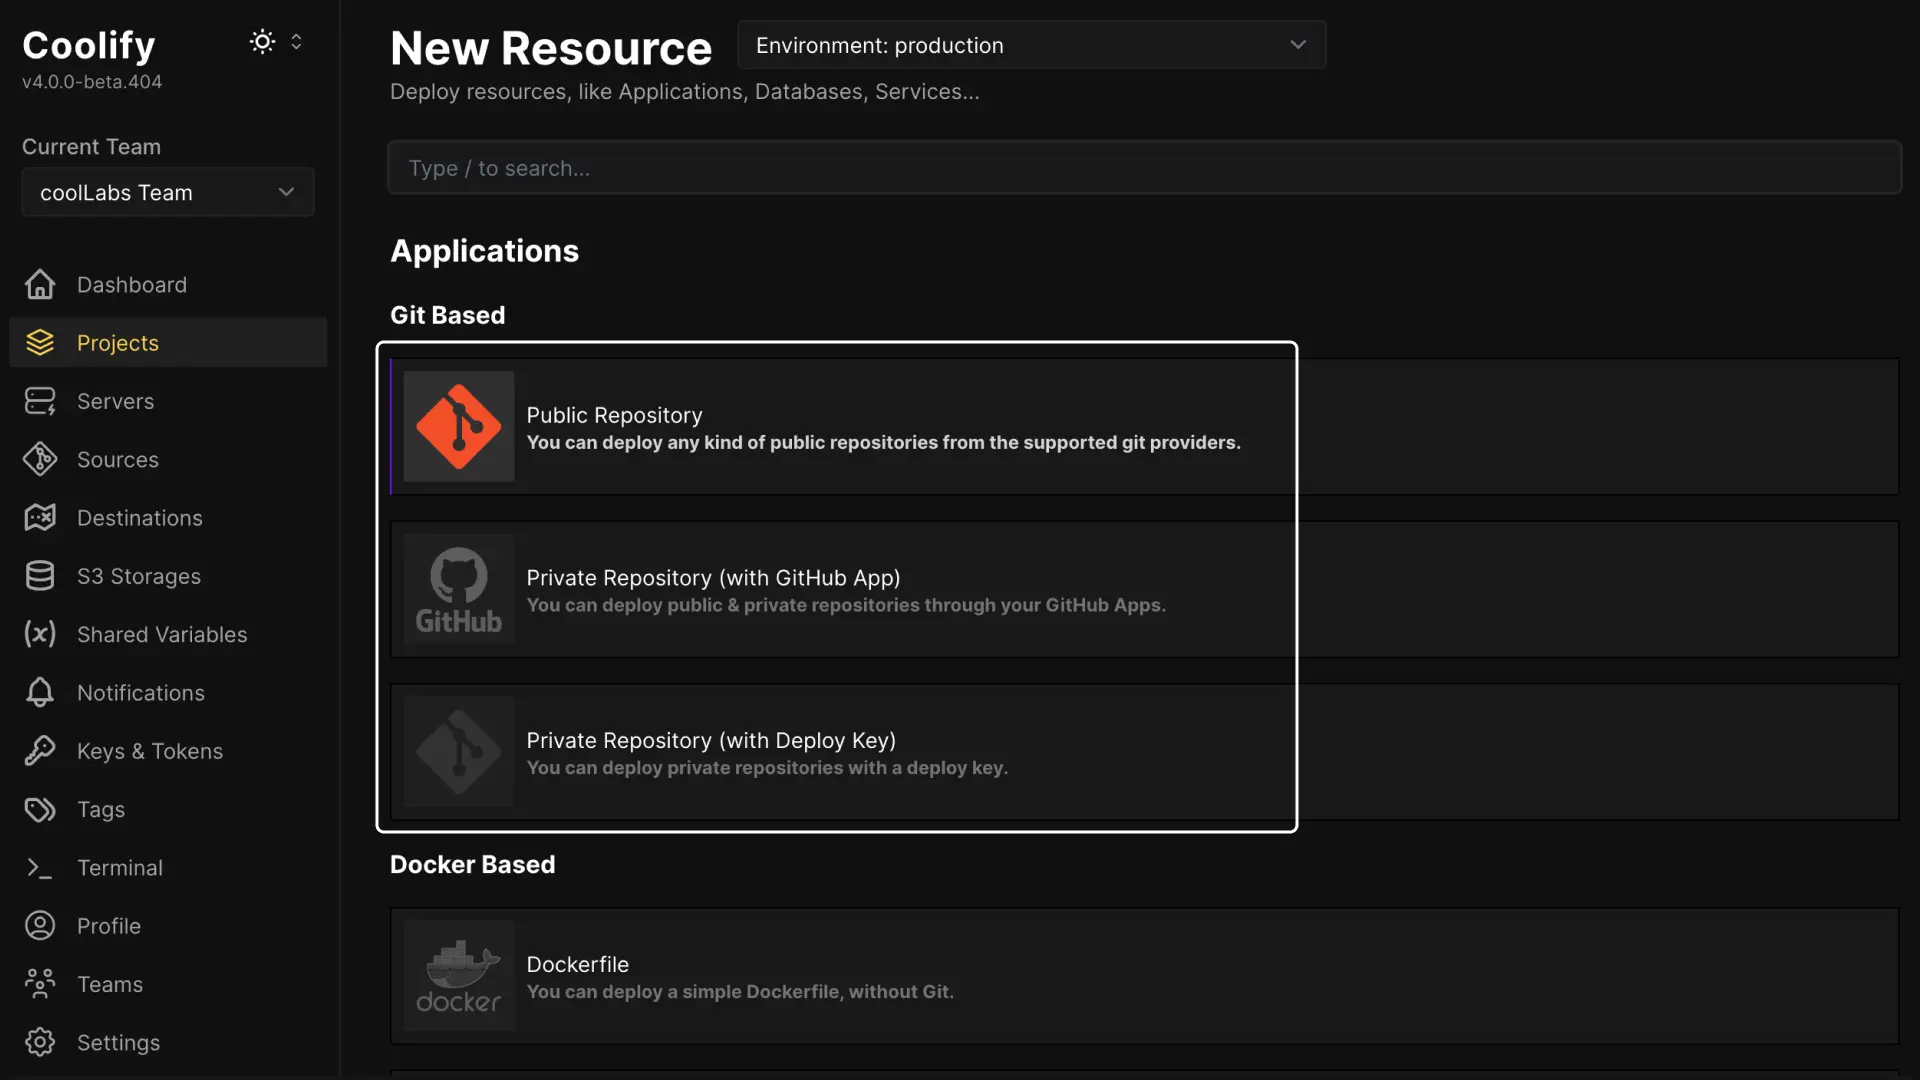 Coolify
v4.0.0-beta.404
Current Team
coolLabs Team
Dashboard
Projects
Servers
Sources
Destinations
S3 Storages
Shared Variables
Notifications
Keys & Tokens
Tags
Terminal
Profile
Teams
Settings
New Resource
Environment: production
Deploy resources, like Applications, Databases, Services...
Type / to search...
Applications
Git Based
Public Repository
You can deploy any kind of public repositories from the supported git providers.
GitHub
Private Repository (with GitHub App)
You can deploy public & private repositories through your GitHub Apps.
Private Repository (with Deploy Key)
You can deploy private repositories with a deploy key.
Docker Based
docker
Dockerfile
You can deploy a simple Dockerfile, without Git.